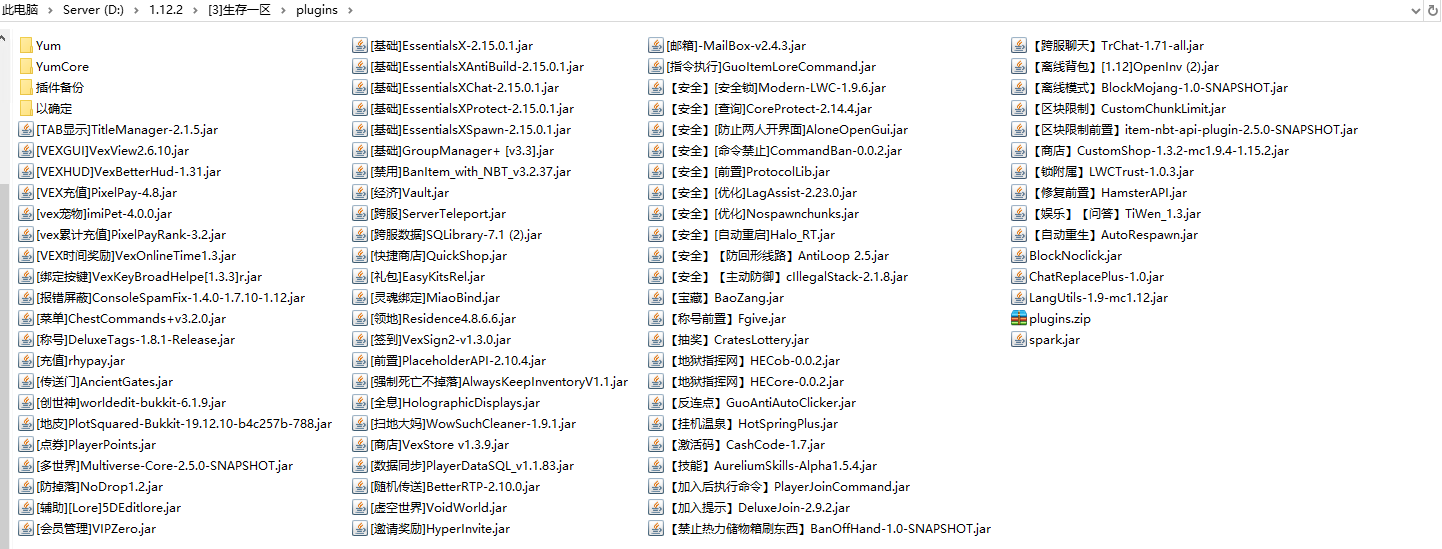 此电脑 > Server (D:) > 1.12.2 > [3]生存一区 > plugins >
Yum
YumCore
插件备份
以确定
[TAB显示]TitleManager-2.1.5.jar
[VEXGUI]VexView2.6.10.jar
[VEXHUD]VexBetterHud-1.31.jar
[VEX充值]PixelPay-4.8.jar
[vex宠物]imiPet-4.0.0.jar
[vex累计充值]PixelPayRank-3.2.jar
[VEX时间奖励]VexOnlineTime1.3.jar
[绑定按键]VexKeyBroadHelpe[1.3.3]r.jar
[报错屏蔽]ConsoleSpamFix-1.4.0-1.7.10-1.12.jar
[菜单]ChestCommands+v3.2.0.jar
[称号]DeluxeTags-1.8.1-Release.jar
[充值]rhypay.jar
[传送门]AncientGates.jar
[创世神]worldedit-bukkit-6.1.9.jar
[地皮]PlotSquared-Bukkit-19.12.10-b4c257b-788.jar
[点券]PlayerPoints.jar
[多世界]Multiverse-Core-2.5.0-SNAPSHOT.jar
[防掉落]NoDrop1.2.jar
[辅助][Lore]5DEditlore.jar
[会员管理]VIPZero.jar
[基础]EssentialsX-2.15.0.1.jar
[基础]EssentialsXAntiBuild-2.15.0.1.jar
[基础]EssentialsXChat-2.15.0.1.jar
[基础]EssentialsXProtect-2.15.0.1.jar
[基础]EssentialsXSpawn-2.15.0.1.jar
[基础]GroupManager+ [v3.3].jar
[禁用]BanItem_with_NBT_v3.2.37.jar
[经济]Vault.jar
[跨服]ServerTeleport.jar
[跨服数据]SQLibrary-7.1 (2).jar
[快捷商店]QuickShop.jar
[礼包]EasyKitsRel.jar
[灵魂绑定]MiaoBind.jar
[领地]Residence4.8.6.6.jar
[签到]VexSign2-v1.3.0.jar
[前置]PlaceholderAPI-2.10.4.jar
[强制死亡不掉落]AlwaysKeepInventoryV1.1.jar
[全息]HolographicDisplays.jar
[扫地大妈]WowSuchCleaner-1.9.1.jar
[商店]VexStore v1.3.9.jar
[数据同步]PlayerDataSQL_v1.1.83.jar
[随机传送]BetterRTP-2.10.0.jar
[虚空世界]VoidWorld.jar
[邀请奖励]HyperInvite.jar
[邮箱]-MailBox-v2.4.3.jar
[指令执行]GuoItemLoreCommand.jar
【安全】[安全锁]Modern-LWC-1.9.6.jar
【安全】[查询]CoreProtect-2.14.4.jar
【安全】[防止两人开界面]AloneOpenGui.jar
【安全】[命令禁止]CommandBan-0.0.2.jar
【安全】[前置]ProtocolLib.jar
【安全】[优化]LagAssist-2.23.0.jar
【安全】[优化]Nospawnchunks.jar
【安全】[自动重启]Halo_RT.jar
【安全】【防回形线路】AntiLoop 2.5.jar
【安全】【主动防御】cIllegalStack-2.1.8.jar
【宝藏】BaoZang.jar
【称号前置】Fgive.jar
【抽奖】CratesLottery.jar
【地狱指挥网】HECob-0.0.2.jar
【地狱指挥网】HECore-0.0.2.jar
【反连点】GuoAntiAutoClicker.jar
【挂机温泉】HotSpringPlus.jar
【激活码】CashCode-1.7.jar
【技能】AureliumSkills-Alpha1.5.4.jar
【加入后执行命令】PlayerJoinCommand.jar
【加入提示】DeluxeJoin-2.9.2.jar
【禁止热力储物箱刷东西】BanOffHand-1.0-SNAPSHOT.jar
【跨服聊天】TrChat-1.71-all.jar
【离线背包】[1.12]OpenInv (2).jar
【离线模式】BlockMojang-1.0-SNAPSHOT.jar
【区块限制】CustomChunkLimit.jar
【区块限制前置】item-nbt-api-plugin-2.5.0-SNAPSHOT.jar
【商店】CustomShop-1.3.2-mc1.9.4-1.15.2.jar
【锁附属】LWCTrust-1.0.3.jar
【修复前置】HamsterAPI.jar
【娱乐】【问答】TiWen_1.3.jar
【自动重生】AutoRespawn.jar
BlockNoclick.jar
ChatReplacePlus-1.0.jar
LangUtils-1.9-mc1.12.jar
plugins.zip
spark.jar